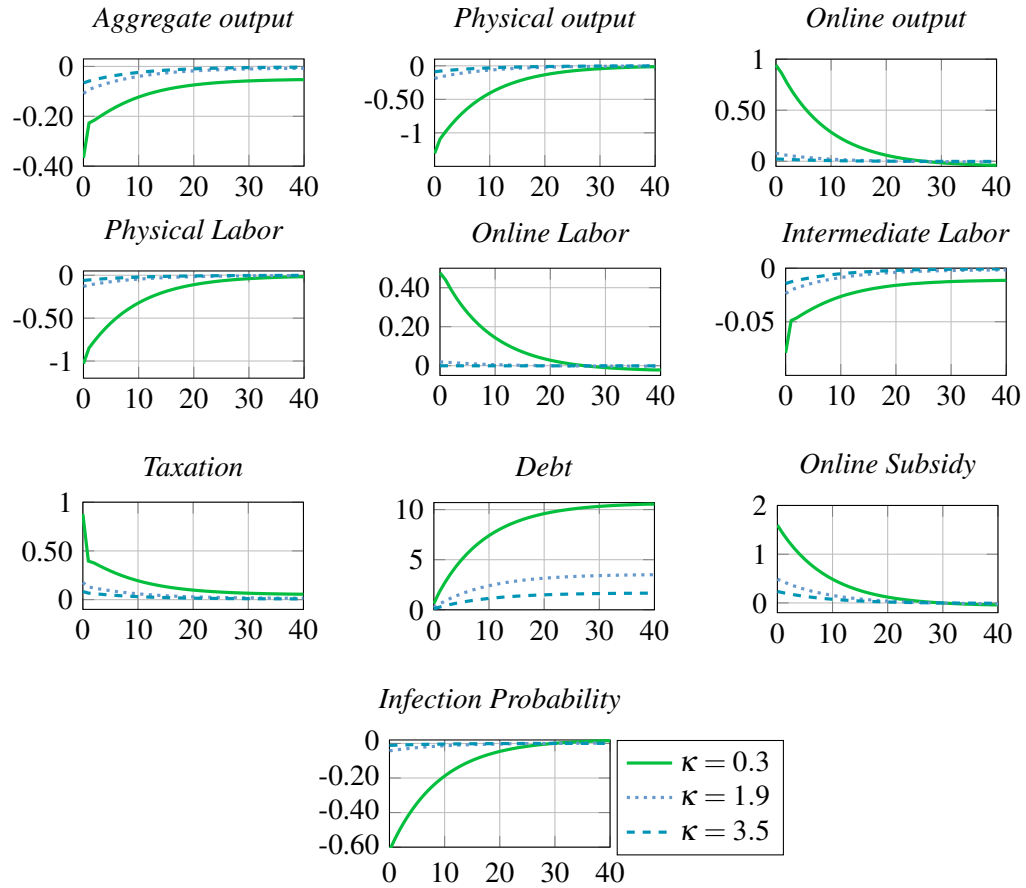 Aggregate output
Physical output
Online output
0
-0.20
-0.40
0 10 20 30 40
0
-0.50
-1
0 10 20 30 40
1
0.50
0
0 10 20 30 40
Physical Labor
Online Labor
Intermediate Labor
0
-0.50
-1
0 10 20 30 40
0.40
0.20
0
0 10 20 30 40
0
-0.05
0 10 20 30 40
Taxation
Debt
Online Subsidy
1
0.50
0
0 10 20 30 40
10
5
0
0 10 20 30 40
2
1
0
0 10 20 30 40
Infection Probability
0
-0.20
-0.40
-0.60
0 10 20 30 40
κ = 0.3
κ = 1.9
κ = 3.5